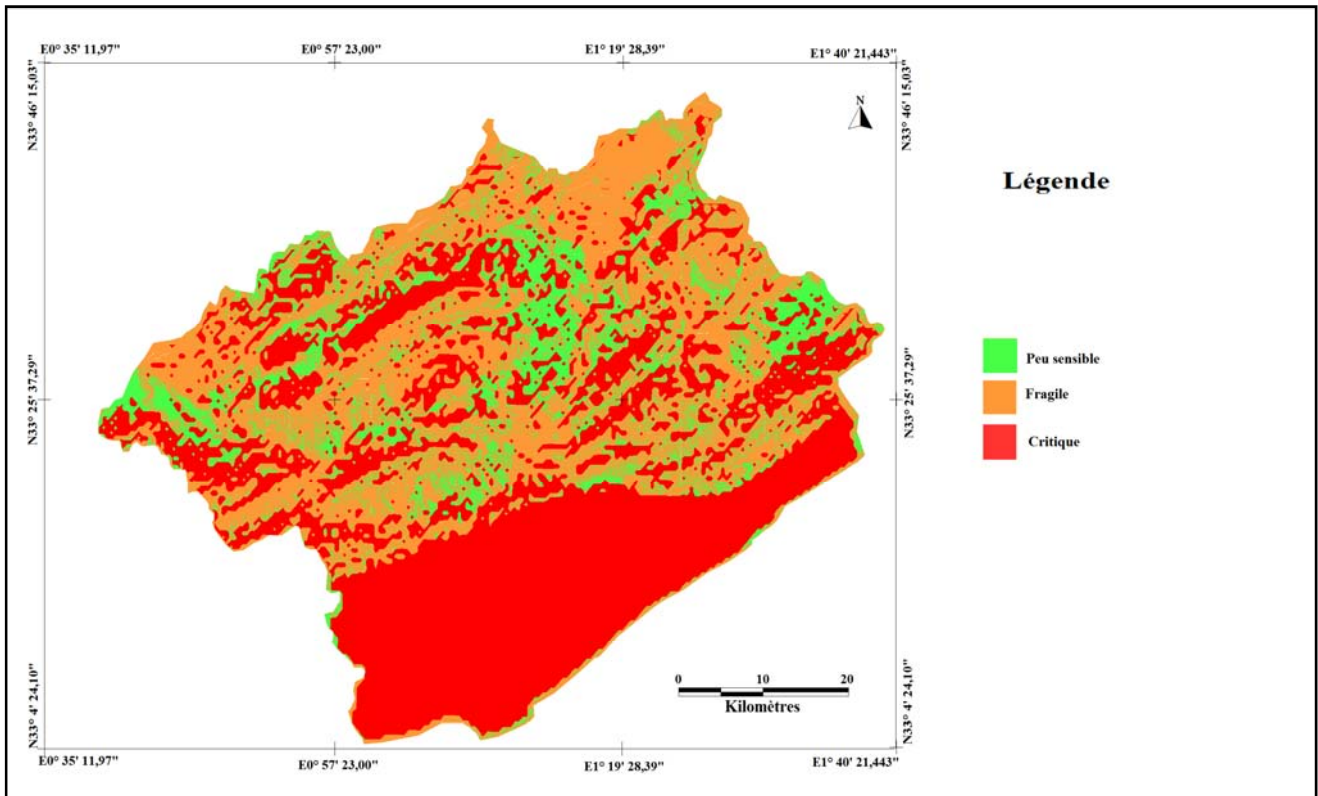 E0° 35' 11,97"
E0° 57' 23,00"
E1° 19' 28,39"
E1° 40' 21,443"
N33° 46' 15,03"
N33° 46' 15,03"
N
Légende
N33° 25' 37,29"
N33° 25' 37,29"
Peu sensible
Fragile
Critique
N33° 4' 24,10"
N33° 4' 24,10"
0 10 20
Kilomètres
E0° 35' 11,97"
E0° 57' 23,00"
E1° 19' 28,39"
E1° 40' 21,443"